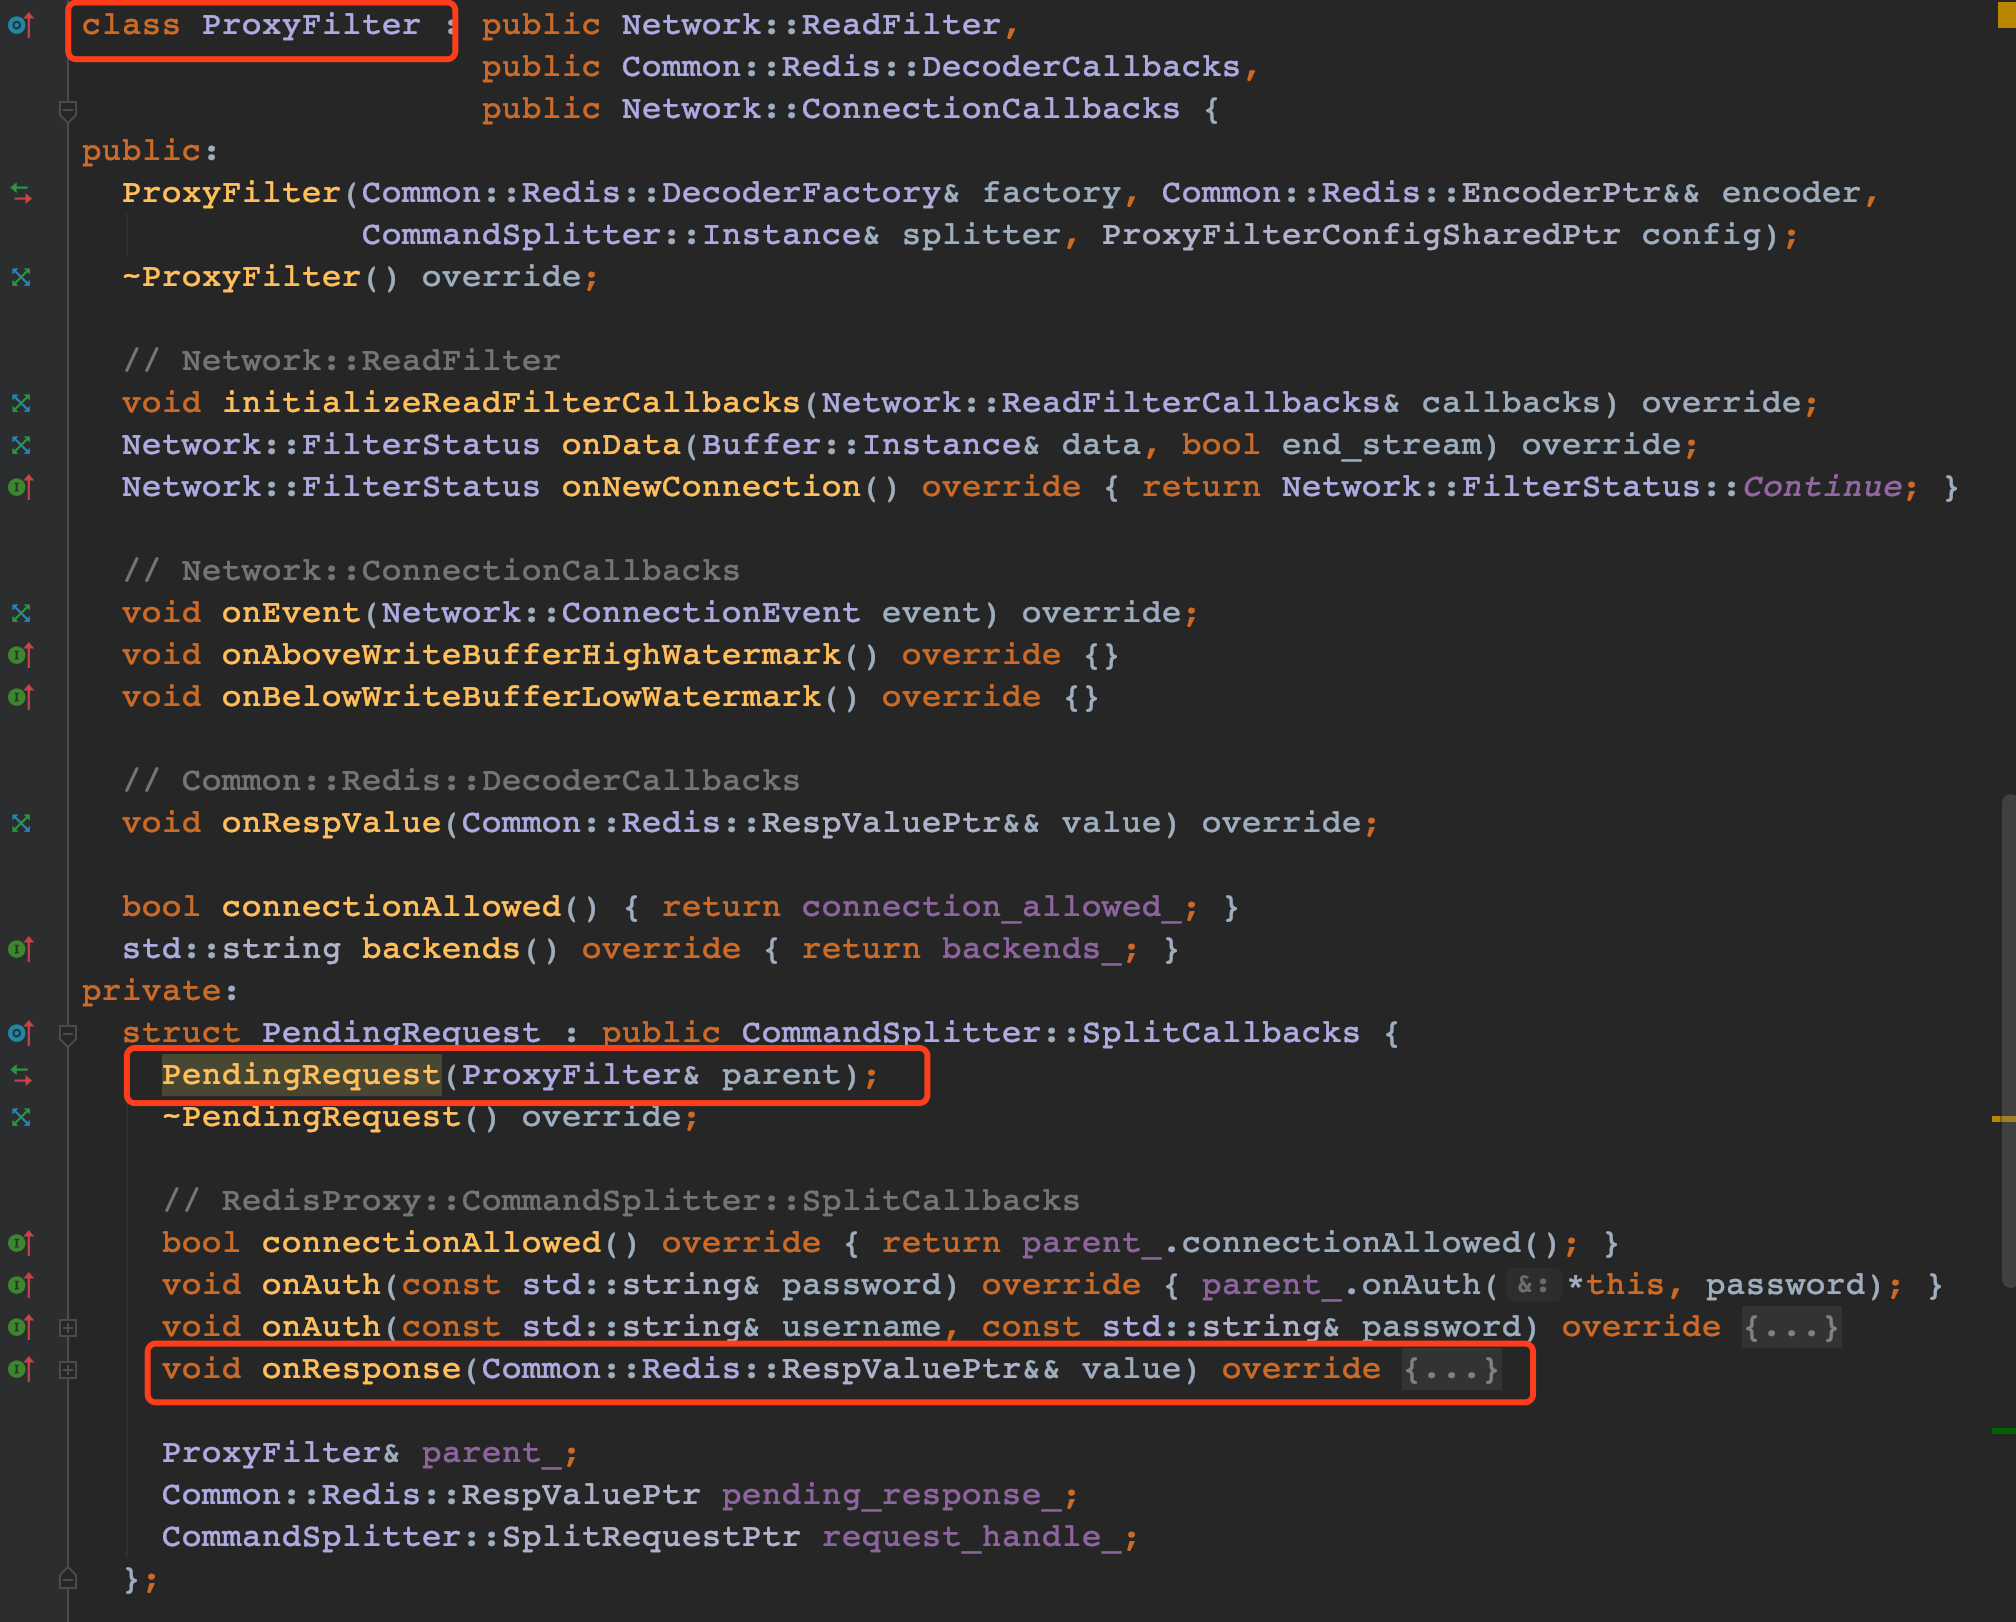 class ProxyFilter : public Network::ReadFilter,
                    public Common::Redis::DecoderCallbacks,
                    public Network::ConnectionCallbacks {
public:
  ProxyFilter(Common::Redis::DecoderFactory& factory, Common::Redis::EncoderPtr&& encoder,
              CommandSplitter::Instance& splitter, ProxyFilterConfigSharedPtr config);
  ~ProxyFilter() override;

  // Network::ReadFilter
  void initializeReadFilterCallbacks(Network::ReadFilterCallbacks& callbacks) override;
  Network::FilterStatus onData(Buffer::Instance& data, bool end_stream) override;
  Network::FilterStatus onNewConnection() override { return Network::FilterStatus::Continue; }

  // Network::ConnectionCallbacks
  void onEvent(Network::ConnectionEvent event) override;
  void onAboveWriteBufferHighWatermark() override {}
  void onBelowWriteBufferLowWatermark() override {}

  // Common::Redis::DecoderCallbacks
  void onRespValue(Common::Redis::RespValuePtr&& value) override;

  bool connectionAllowed() { return connection_allowed_; }
  std::string backends() override { return backends_; }
private:
  struct PendingRequest : public CommandSplitter::SplitCallbacks {
    PendingRequest(ProxyFilter& parent);
    ~PendingRequest() override;

    // RedisProxy::CommandSplitter::SplitCallbacks
    bool connectionAllowed() override { return parent_.connectionAllowed(); }
    void onAuth(const std::string& password) override { parent_.onAuth( &: *this, password); }
    void onAuth(const std::string& username, const std::string& password) override {...}
    void onResponse(Common::Redis::RespValuePtr&& value) override {...}

    ProxyFilter& parent_;
    Common::Redis::RespValuePtr pending_response_;
    CommandSplitter::SplitRequestPtr request_handle_;
  };